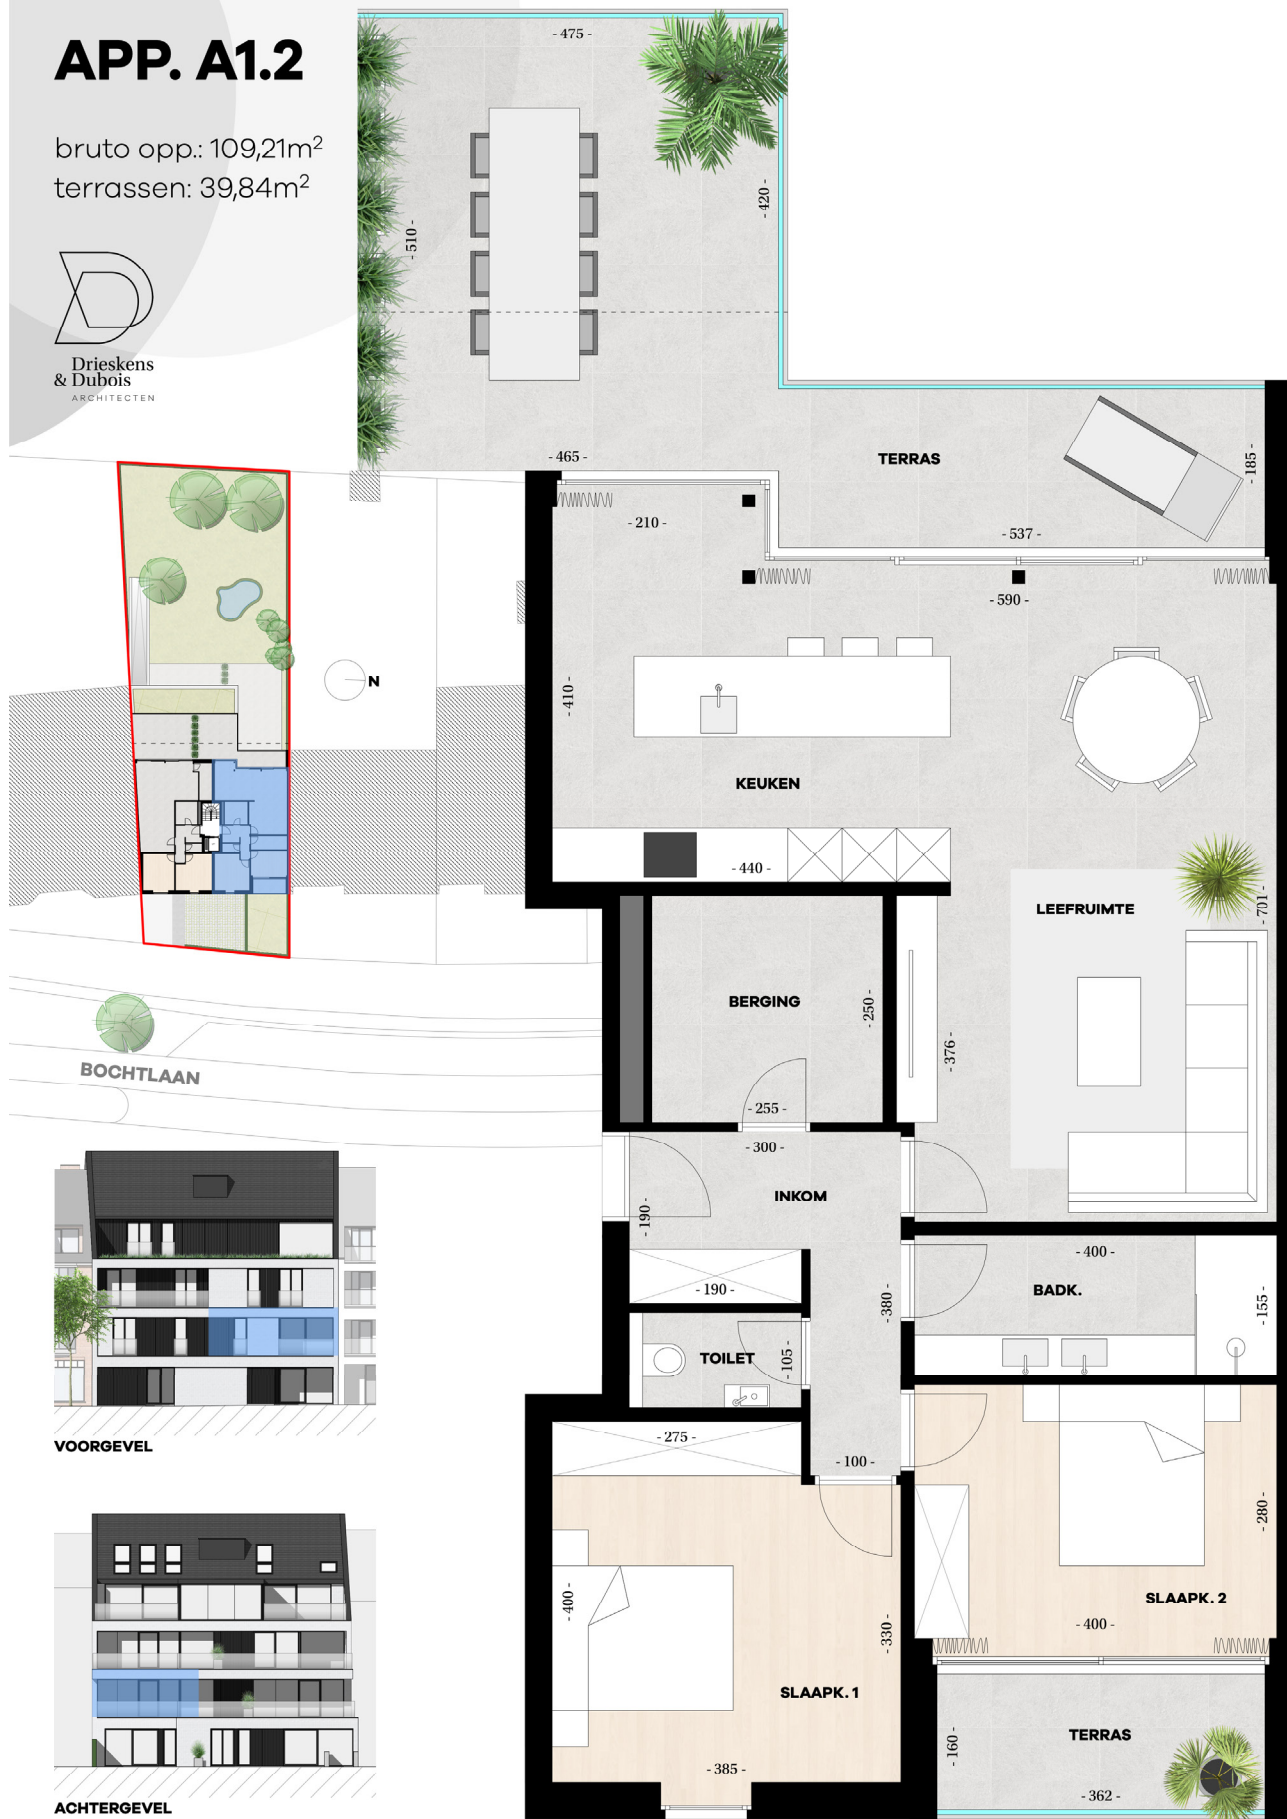 APP. A1.2
bruto opp.: 109,21m²
terrassen: 39,84m²
Drieskens
& Dubois
ARCHITECTEN
- 475 -
- 420 -
- 510 -
- 465 -
TERRAS
- 185 -
- 210 -
- 537 -
- 590 -
N
- 410 -
KEUKEN
- 440 -
LEEFRUIMTE
- 701 -
BERGING
- 250 -
- 376 -
- 255 -
BOCHTLAAN
- 300 -
INKOM
- 190 -
- 190 -
- 400 -
BADK.
- 155 -
- 380 -
TOILET
- 105 -
- 275 -
- 100 -
VOORGEVEL
- 280 -
SLAAPK. 2
- 400 -
- 400 -
- 330 -
SLAAPK. 1
TERRAS
- 160 -
- 385 -
- 362 -
ACHTERGEVEL